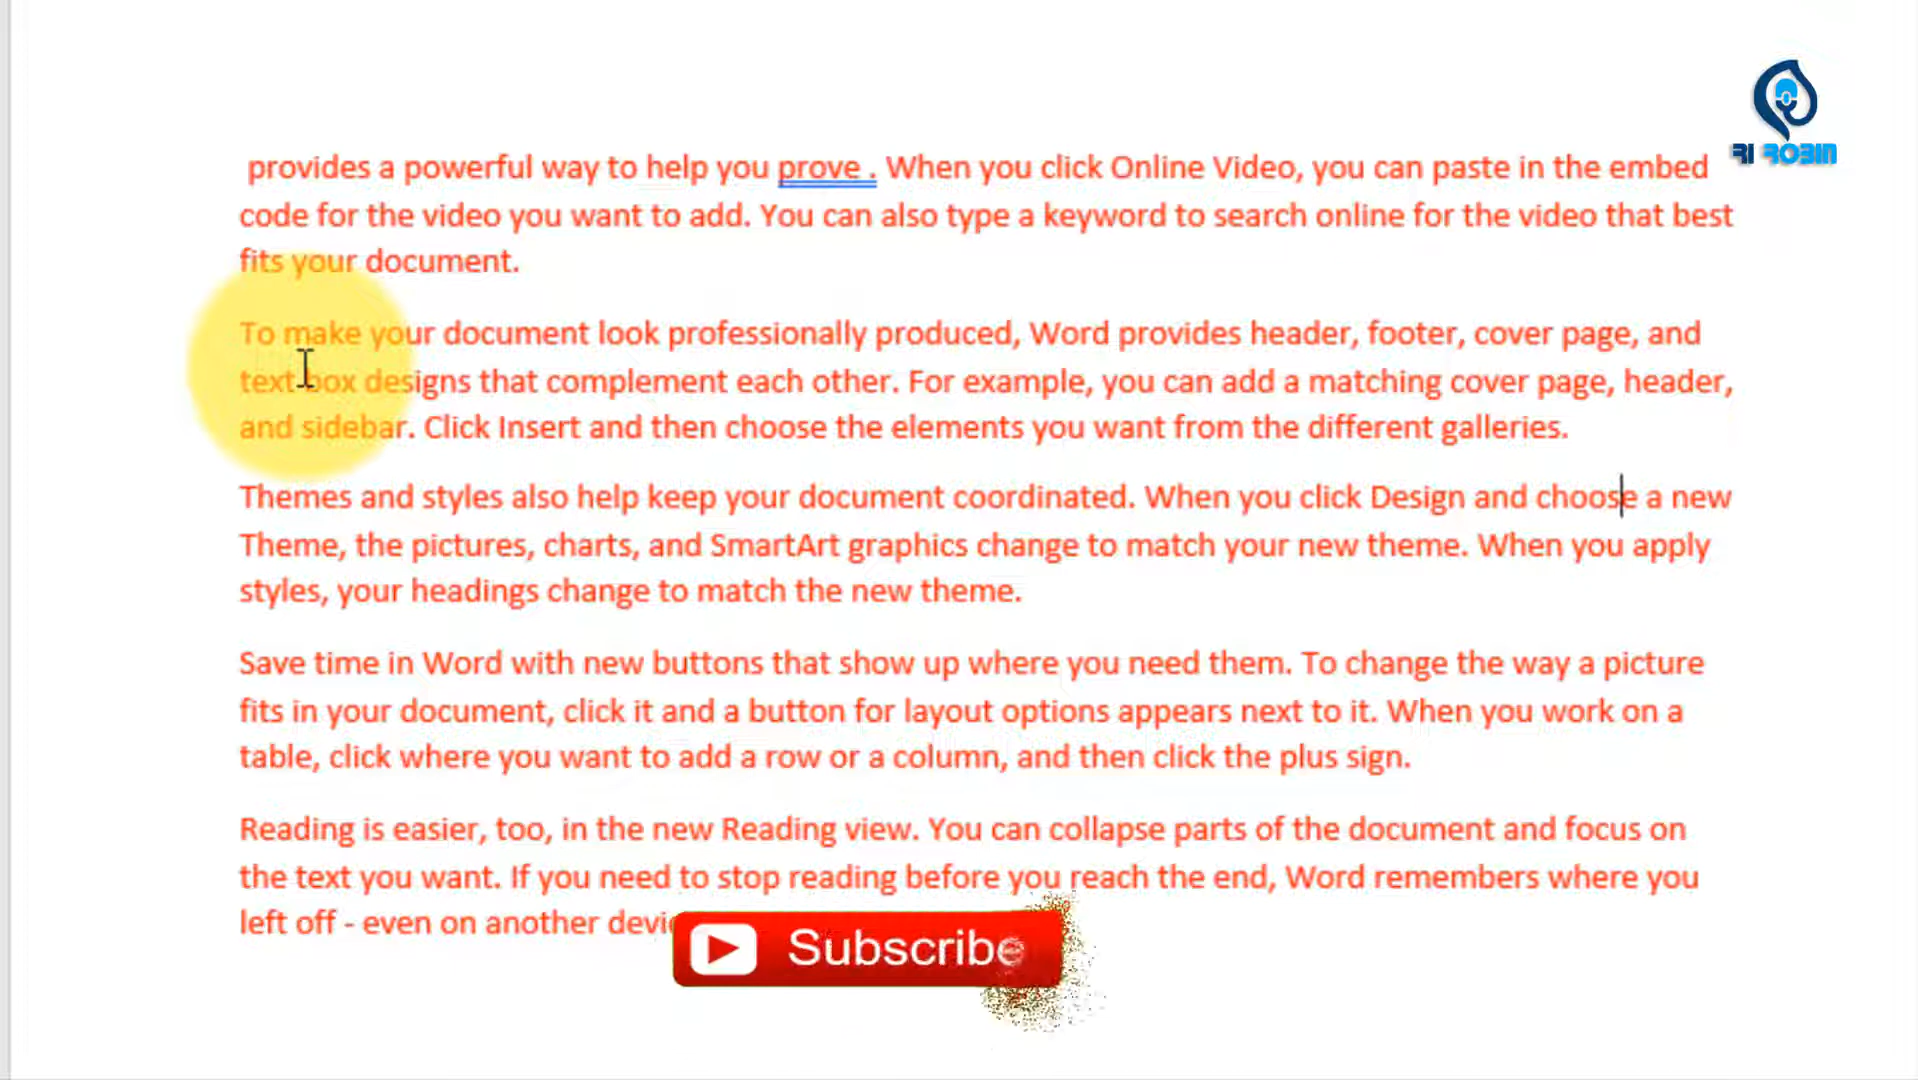 RI ROBIN
provides a powerful way to help you prove . When you click Online Video, you can paste in the embed
code for the video you want to add. You can also type a keyword to search online for the video that best
fits your document.
To make your document look professionally produced, Word provides header, footer, cover page, and
text box designs that complement each other. For example, you can add a matching cover page, header,
and sidebar. Click Insert and then choose the elements you want from the different galleries.
Themes and styles also help keep your document coordinated. When you click Design and choose a new
Theme, the pictures, charts, and SmartArt graphics change to match your new theme. When you apply
styles, your headings change to match the new theme.
Save time in Word with new buttons that show up where you need them. To change the way a picture
fits in your document, click it and a button for layout options appears next to it. When you work on a
table, click where you want to add a row or a column, and then click the plus sign.
Reading is easier, too, in the new Reading view. You can collapse parts of the document and focus on
the text you want. If you need to stop reading before you reach the end, Word remembers where you
left off - even on another
Subscribe